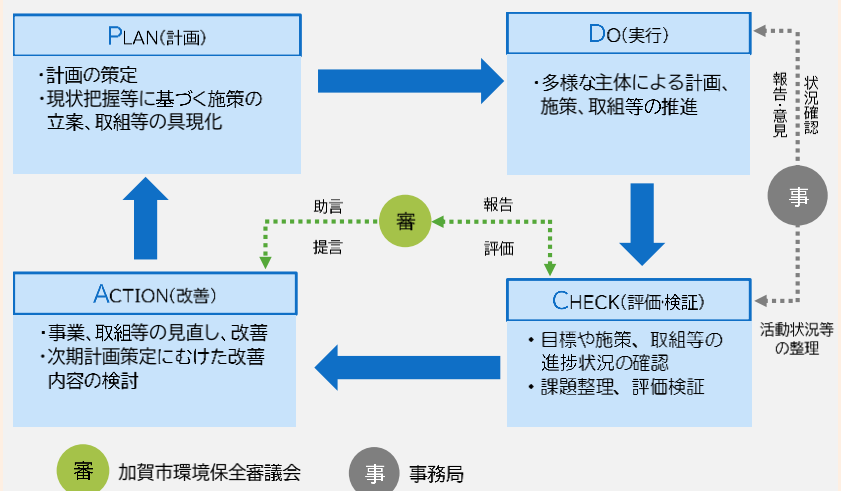 PLAN(計画)
・計画の策定
・現状把握等に基づく施策の
立案、取組等の具現化
DO(実行)
・多様な主体による計画、
施策、取組等の推進
報告・意見
状況確認
事
助言
提言
審
報告
評価
ACTION(改善)
・事業、取組等の見直し、改善
・次期計画策定にむけた改善
内容の検討
CHECK(評価・検証)
・目標や施策、取組等の
進捗状況の確認
・課題整理、評価検証
活動状況等
の整理
審 加賀市環境保全審議会
事 事務局